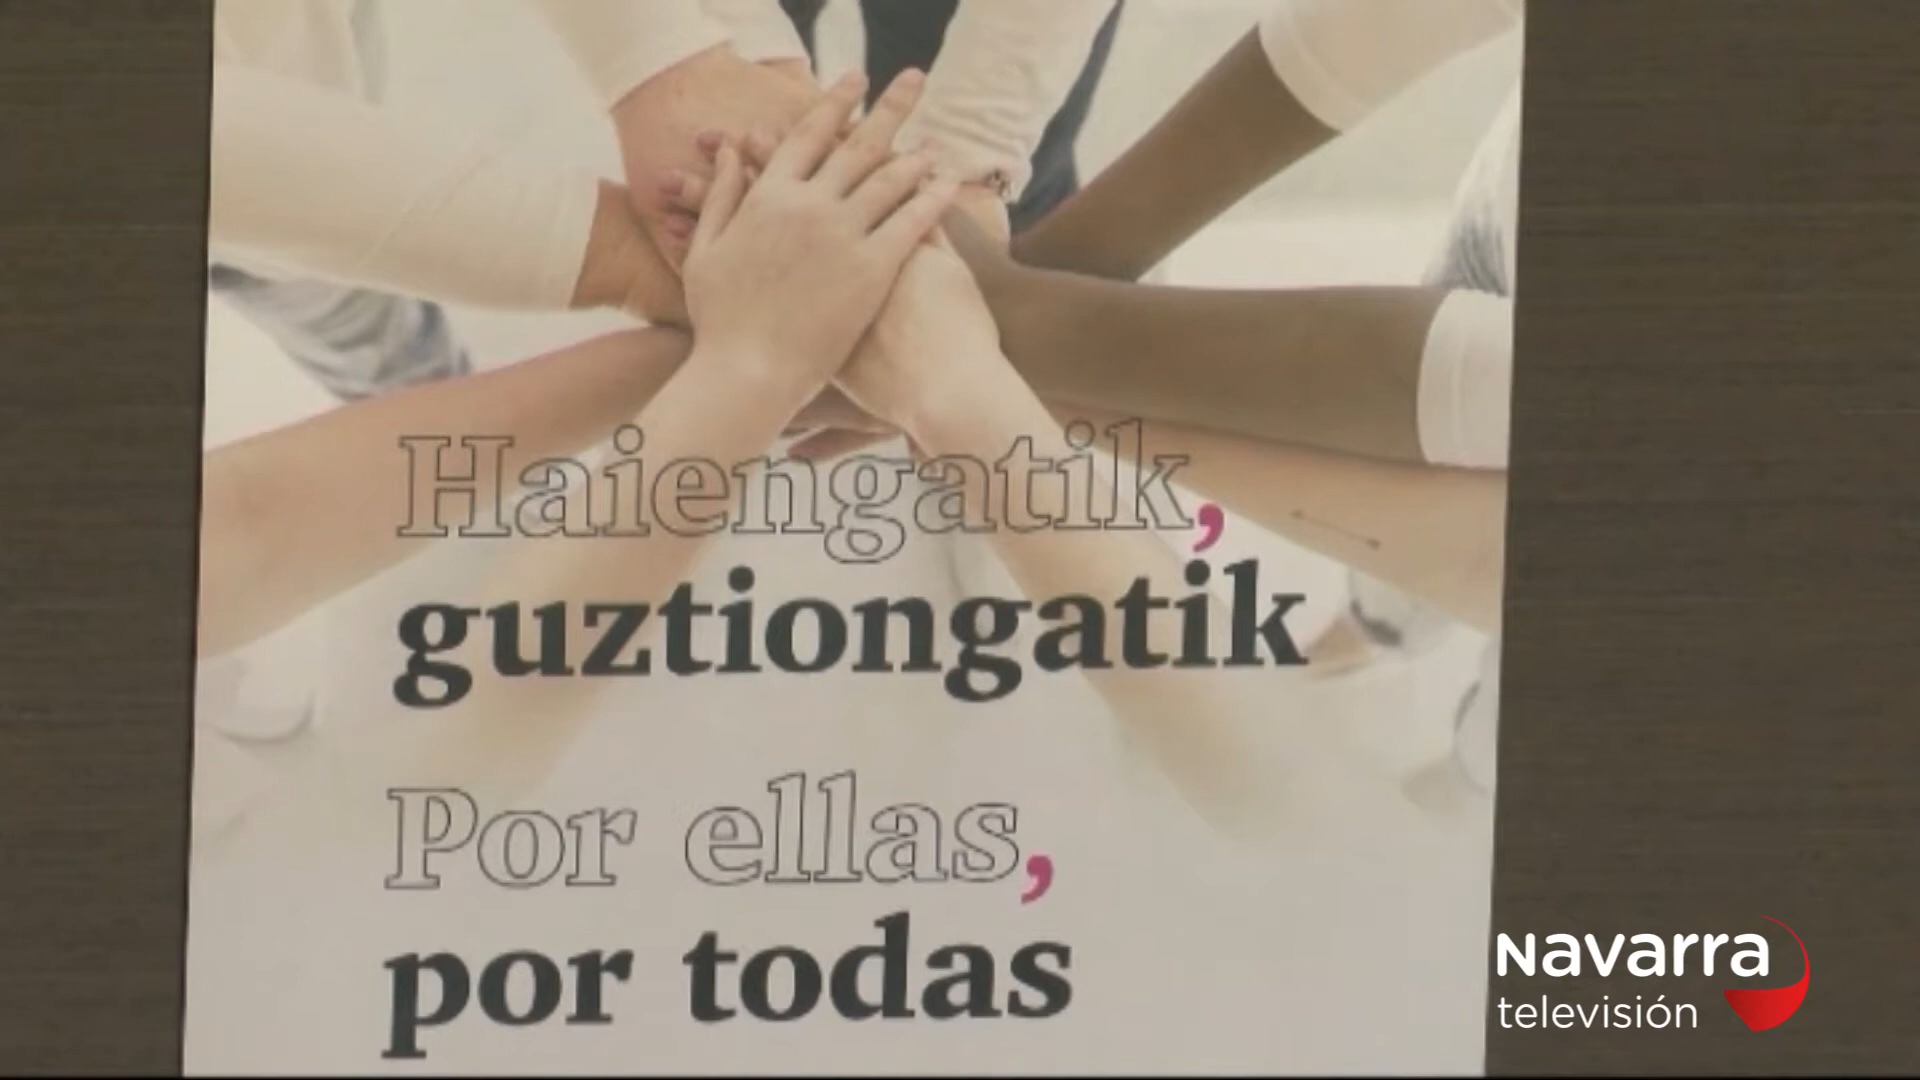 Haiengatik,
guztiongatik
Por ellas,
por todas
Navarra
televisión